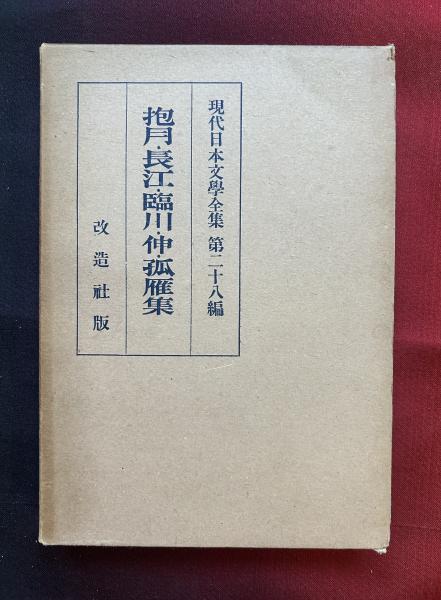 現代日本文學全集 第二十八編
抱月・長江・臨川・仲・孤雁集
改造社版